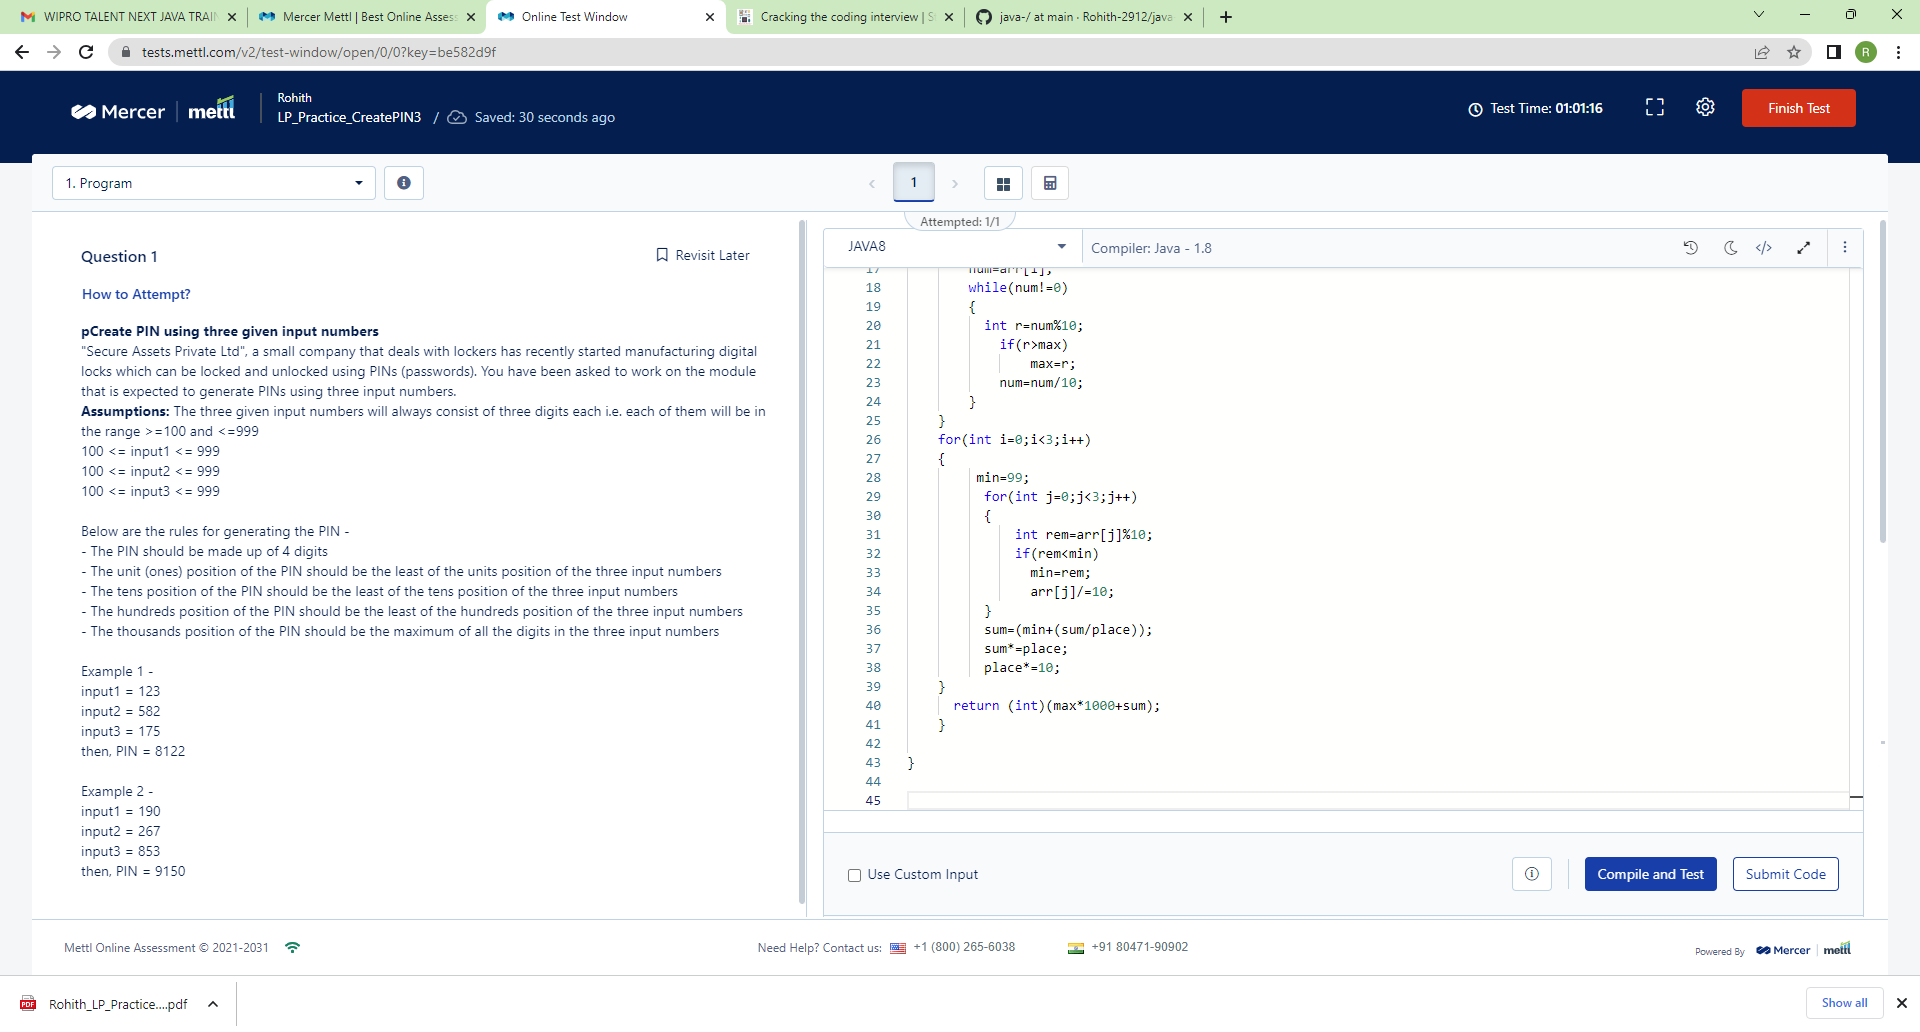 WIPRO TALENT NEXT JAVA TRAIN
Mercer Mettl | Best Online Assess
Online Test Window
Cracking the coding interview | S
java-/ at main · Rohith-2912/java
tests.mettl.com/v2/test-window/open/0/0?key=be582d9f
R
Mercer | mettl
Rohith
LP_Practice_CreatePIN3 / Saved: 30 seconds ago
Test Time: 01:01:16
Finish Test
1. Program
1
Attempted: 1/1
Question 1
Revisit Later
How to Attempt?
pCreate PIN using three given input numbers
"Secure Assets Private Ltd", a small company that deals with lockers has recently started manufacturing digital
locks which can be locked and unlocked using PINs (passwords). You have been asked to work on the module
that is expected to generate PINs using three input numbers.
Assumptions: The three given input numbers will always consist of three digits each i.e. each of them will be in
the range >=100 and <=999
100 <= input1 <= 999
100 <= input2 <= 999
100 <= input3 <= 999
Below are the rules for generating the PIN -
- The PIN should be made up of 4 digits
- The unit (ones) position of the PIN should be the least of the units position of the three input numbers
- The tens position of the PIN should be the least of the tens position of the three input numbers
- The hundreds position of the PIN should be the least of the hundreds position of the three input numbers
- The thousands position of the PIN should be the maximum of all the digits in the three input numbers
Example 1 -
input1 = 123
input2 = 582
input3 = 175
then, PIN = 8122
Example 2 -
input1 = 190
input2 = 267
input3 = 853
then, PIN = 9150
JAVA8
Compiler: Java - 1.8
17 num=arr[i];
18 while(num!=0)
19 {
20 int r=num%10;
21 if(r>max)
22 max=r;
23 num=num/10;
24 }
25 }
26 for(int i=0;i<3;i++)
27 {
28 min=99;
29 for(int j=0;j<3;j++)
30 {
31 int rem=arr[j]%10;
32 if(rem<min)
33 min=rem;
34 arr[j]/=10;
35 }
36 sum=(min+(sum/place));
37 sum*=place;
38 place*=10;
39 }
40 return (int)(max*1000+sum);
41 }
42
43 }
44
45
Use Custom Input
Compile and Test
Submit Code
Mettl Online Assessment © 2021-2031
Need Help? Contact us: +1 (800) 265-6038
+91 80471-90902
Powered By Mercer | mettl
PDF
Rohith_LP_Practice....pdf
Show all